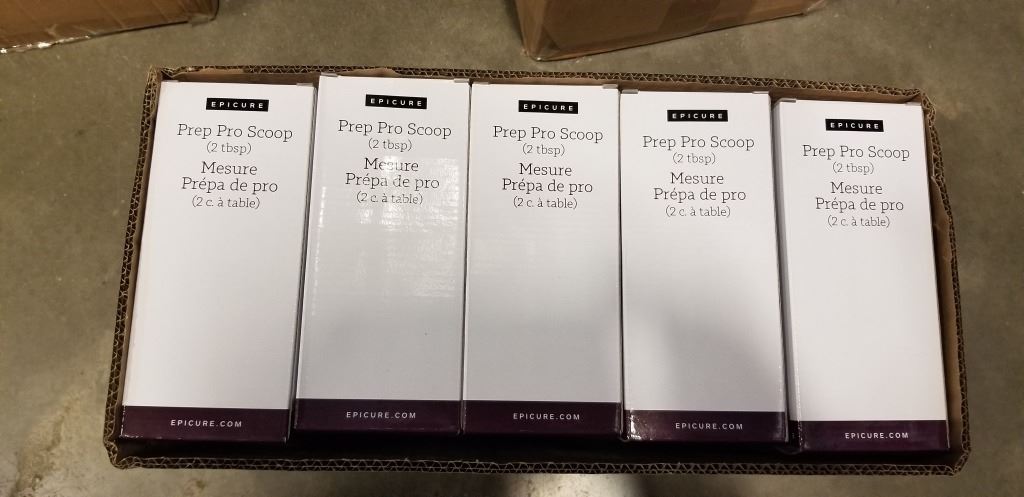 EPICURE
Prep Pro Scoop
(2 tbsp)
Mesure
Prépa de pro
(2 c. à table)
EPICURE.COM
EPICURE
Prep Pro Scoop
(2 tbsp)
Mesure
Prépa de pro
(2 c. à table)
EPICURE.COM
EPICURE
Prep Pro Scoop
(2 tbsp)
Mesure
Prépa de pro
(2 c. à table)
EPICURE.COM
EPICURE
Prep Pro Scoop
(2 tbsp)
Mesure
Prépa de pro
(2 c. à table)
EPICURE.COM
EPICURE
Prep Pro Scoop
(2 tbsp)
Mesure
Prépa de pro
(2 c. à table)
EPICURE.COM